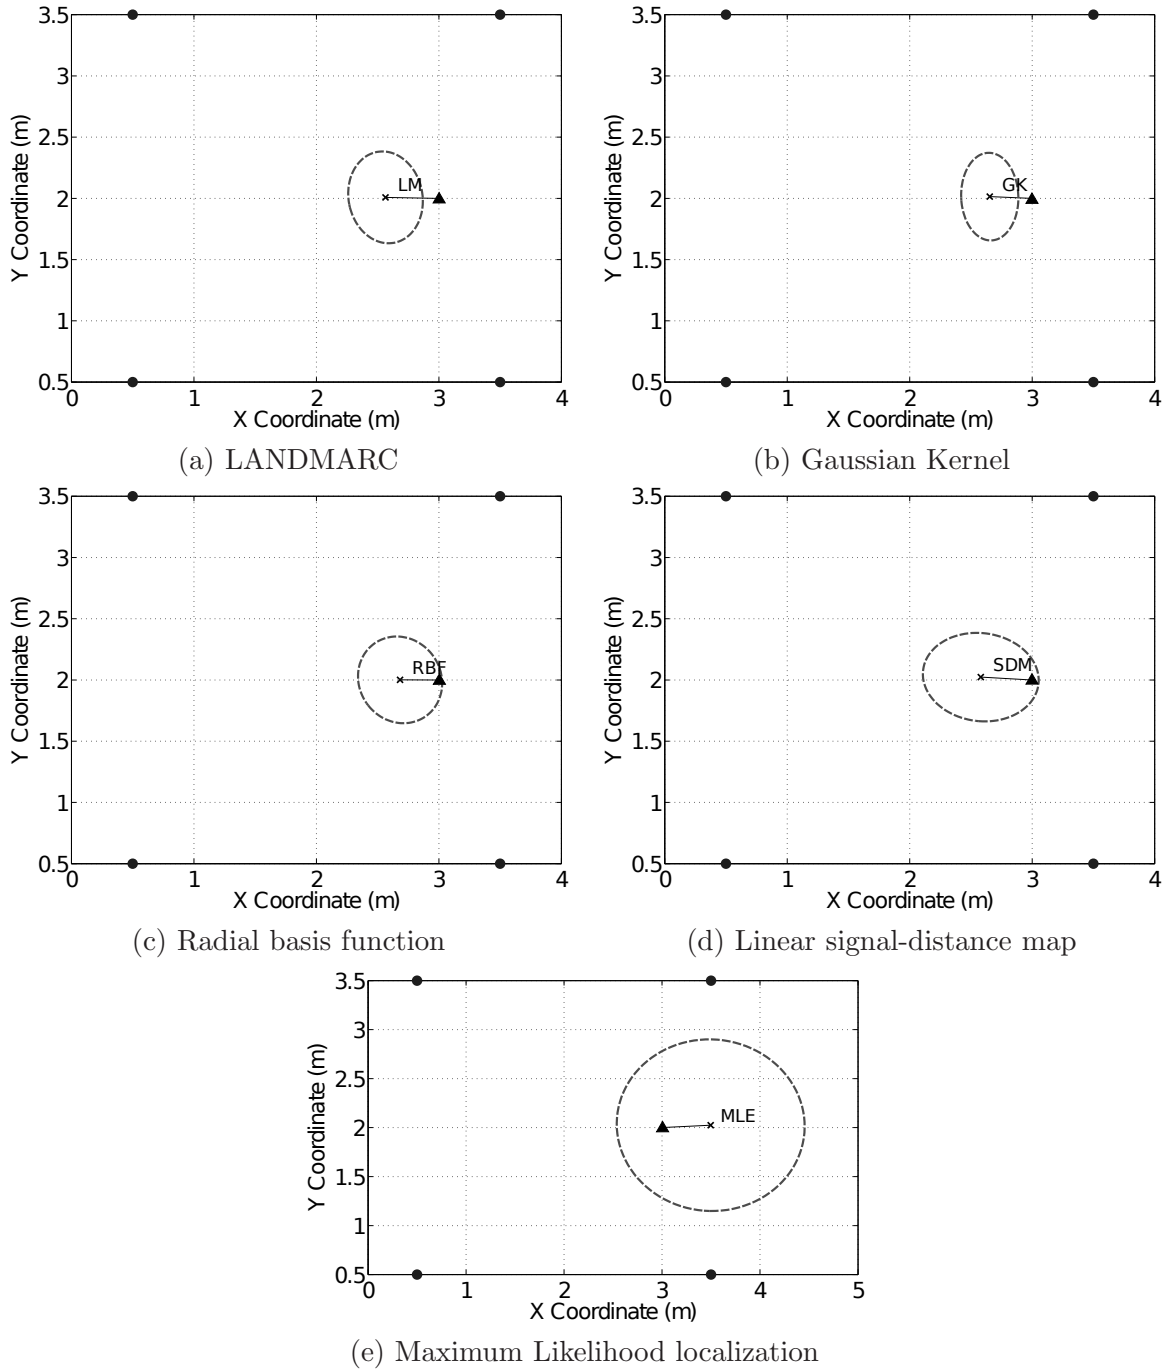 3.5
3
2.5
2
1.5
1
0.5
Y Coordinate (m)
LM
0 1 2 3 4
X Coordinate (m)
(a) LANDMARC
3.5
3
2.5
2
1.5
1
0.5
Y Coordinate (m)
GK
0 1 2 3 4
X Coordinate (m)
(b) Gaussian Kernel
3.5
3
2.5
2
1.5
1
0.5
Y Coordinate (m)
RBF
0 1 2 3 4
X Coordinate (m)
(c) Radial basis function
3.5
3
2.5
2
1.5
1
0.5
Y Coordinate (m)
SDM
0 1 2 3 4
X Coordinate (m)
(d) Linear signal-distance map
3.5
3
2.5
2
1.5
1
0.5
Y Coordinate (m)
MLE
0 1 2 3 4 5
X Coordinate (m)
(e) Maximum Likelihood localization